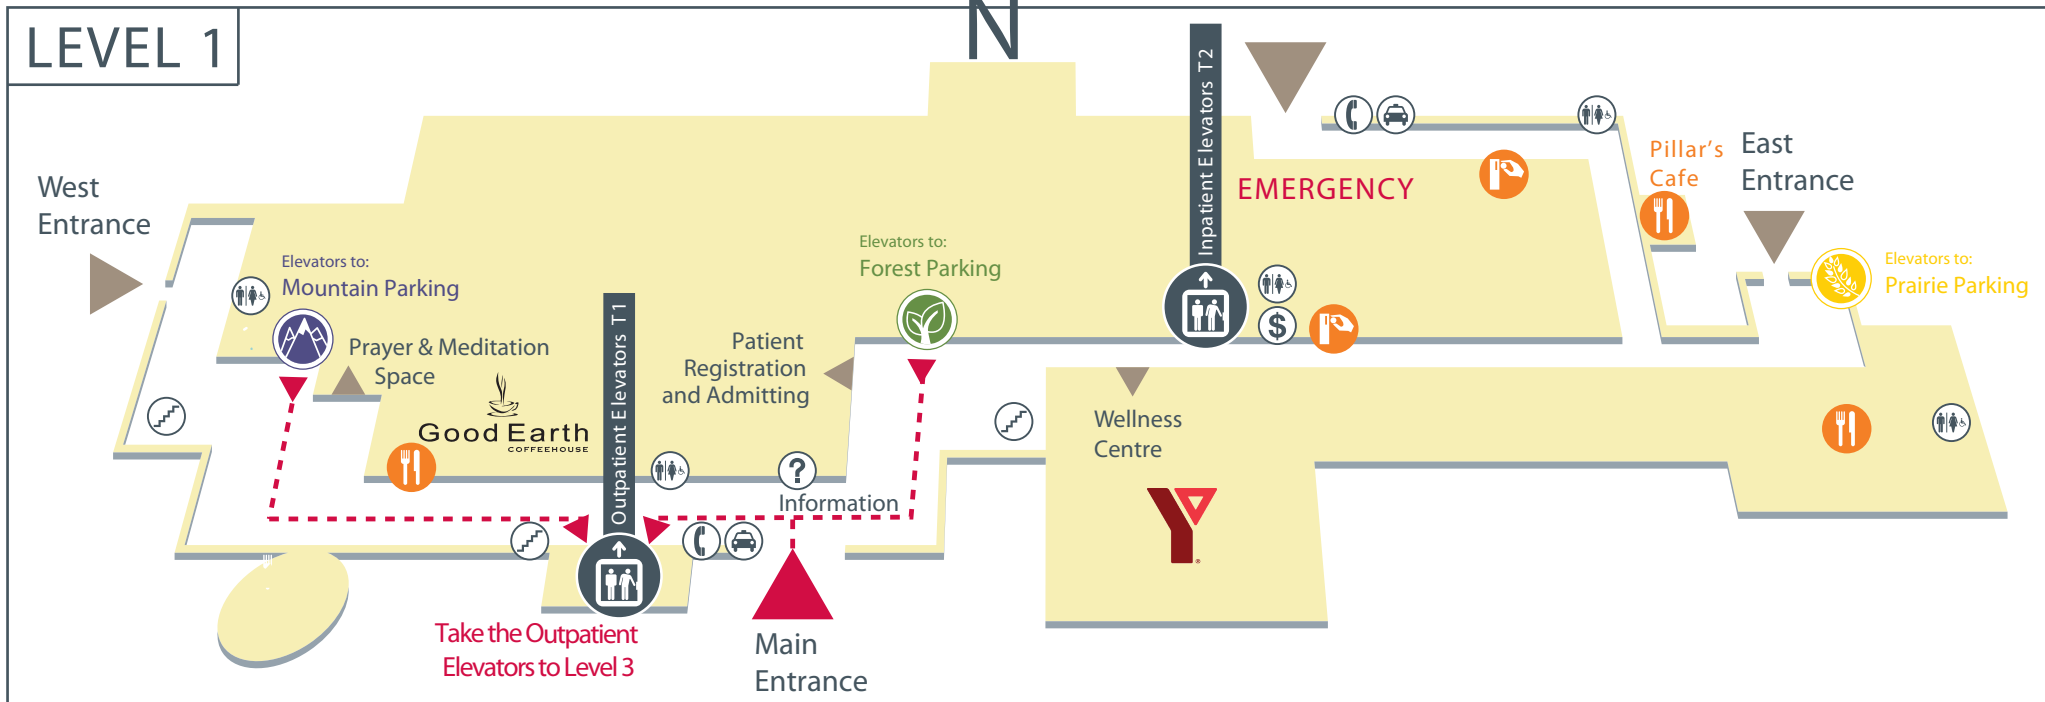 LEVEL 1
N
West
Entrance
Elevators to:
Mountain Parking
Prayer & Meditation
Space
Good Earth
COFFEEHOUSE
Outpatient Elevators T1
Take the Outpatient
Elevators to Level 3
Patient
Registration
and Admitting
?
Information
Main
Entrance
Elevators to:
Forest Parking
Inpatient Elevators T2
EMERGENCY
$
Wellness
Centre
Y
®
Pillar's
Cafe
East
Entrance
Elevators to:
Prairie Parking